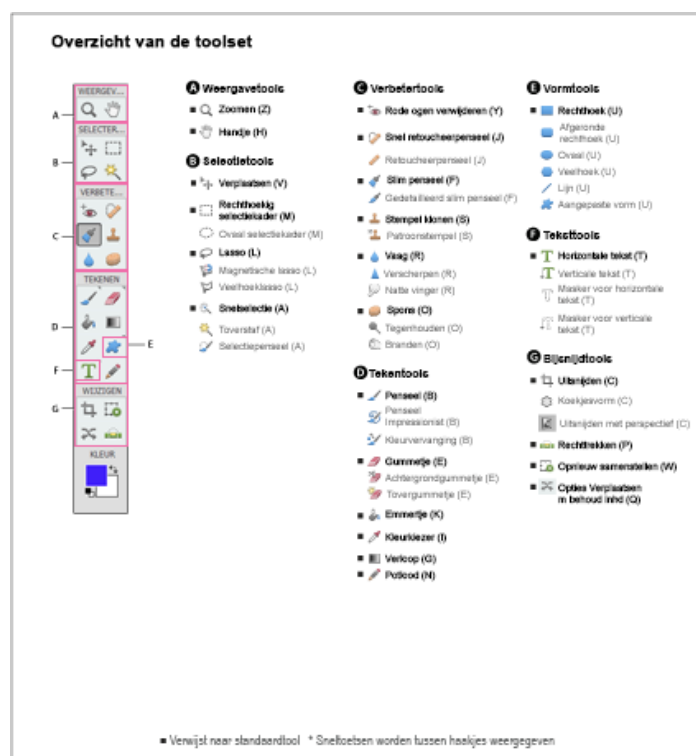 Overzicht van de toolset
WEERGEV...
A
SELECTER...
B
VERBETE...
C
TEKENEN
D
E
F
T
WIJZIGEN
G
KLEUR
A Weergavetools
Zoomen (Z)
Handje (H)
B Selectietools
Verplaatsen (V)
Rechthoekig
selectiekader (M)
Ovaal selectiekader (M)
Lasso (L)
Magnetische lasso (L)
Veelhoeklasso (L)
Snelselectie (A)
Toverstaf (A)
Selectiepenseel (A)
C Verbetertools
Rode ogen verwijderen (Y)
Snel retoucheerpenseel (J)
Retoucheerpenseel (J)
Slim penseel (F)
Gedetailleerd slim penseel (F)
Stempel klonen (S)
Patroonstempel (S)
Vaag (R)
Verscherpen (R)
Natte vinger (R)
Spons (O)
Tegenhouden (O)
Branden (O)
D Tekentools
Penseel (B)
Penseel
Impressionist (B)
Kleurvervanging (B)
Gummetje (E)
Achtergrondgummetje (E)
Tovergummetje (E)
Emmertje (K)
Kleurkiezer (I)
Verloop (G)
Potlood (N)
E Vormtools
Rechthoek (U)
Afgeronde
rechthoek (U)
Ovaal (U)
Veelhoek (U)
Lijn (U)
Aangepaste vorm (U)
F Teksttools
T Horizontale tekst (T)
T Verticale tekst (T)
Masker voor horizontale
tekst (T)
Masker voor verticale
tekst (T)
G Bijsnijdtools
Uitsnijden (C)
Koekjesvorm (C)
Uitsnijden met perspectief (C)
Rechttrekken (P)
Opnieuw samenstellen (W)
Opties Verplaatsen
m behoud inhd (Q)
■ Verwijst naar standaardtool * Sneltoetsen worden tussen haakjes weergegeven